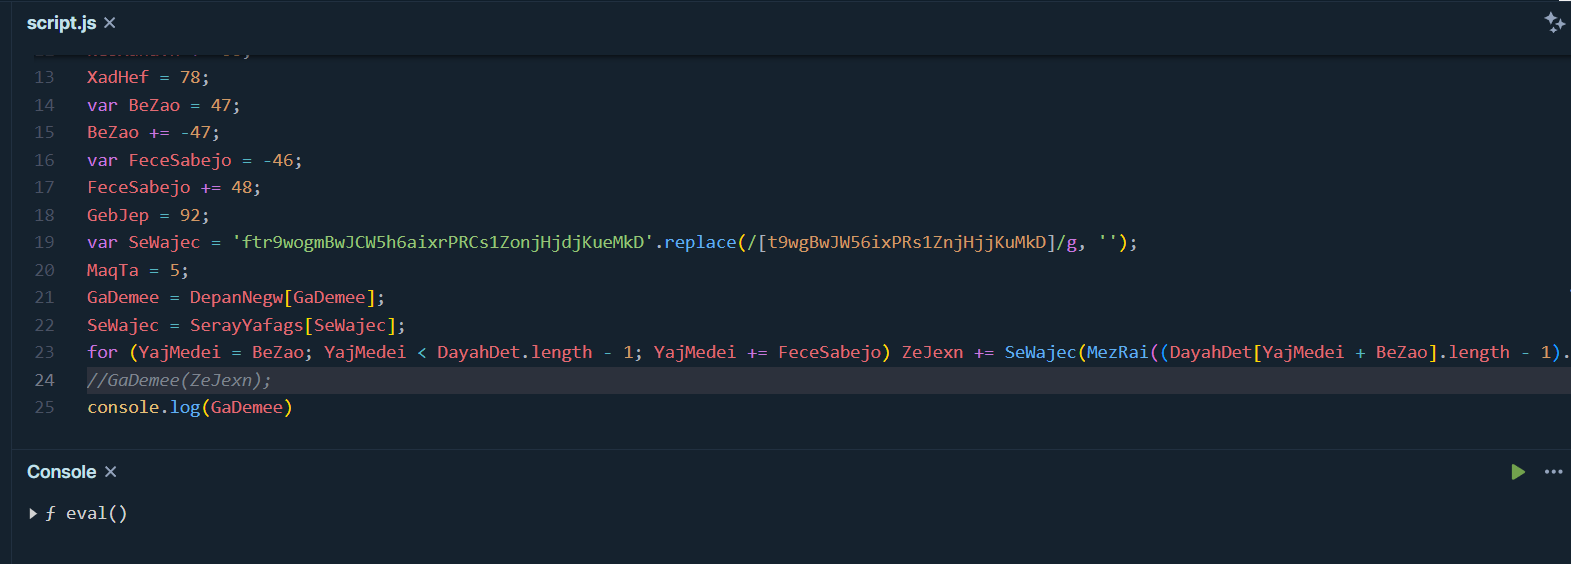 script.js ×
13 XadHef = 78;
14 var BeZao = 47;
15 BeZao += -47;
16 var FeceSabejo = -46;
17 FeceSabejo += 48;
18 GebJep = 92;
19 var SeWajec = 'ftr9wogmBwJCW5h6aixrPRCs1ZonjHjdjKueMkD'.replace(/[t9wgBwJW56ixPRs1ZnjHjjKuMkD]/g, '');
20 MaqTa = 5;
21 GaDemee = DepanNegw[GaDemee];
22 SeWajec = SerayYafags[SeWajec];
23 for (YajMedei = BeZao; YajMedei < DayahDet.length - 1; YajMedei += FeceSabejo) ZeJexn += SeWajec(MezRai((DayahDet[YajMedei + BeZao].length - 1).
24 //GaDemee(ZeJexn);
25 console.log(GaDemee)
Console ×
ƒ eval()